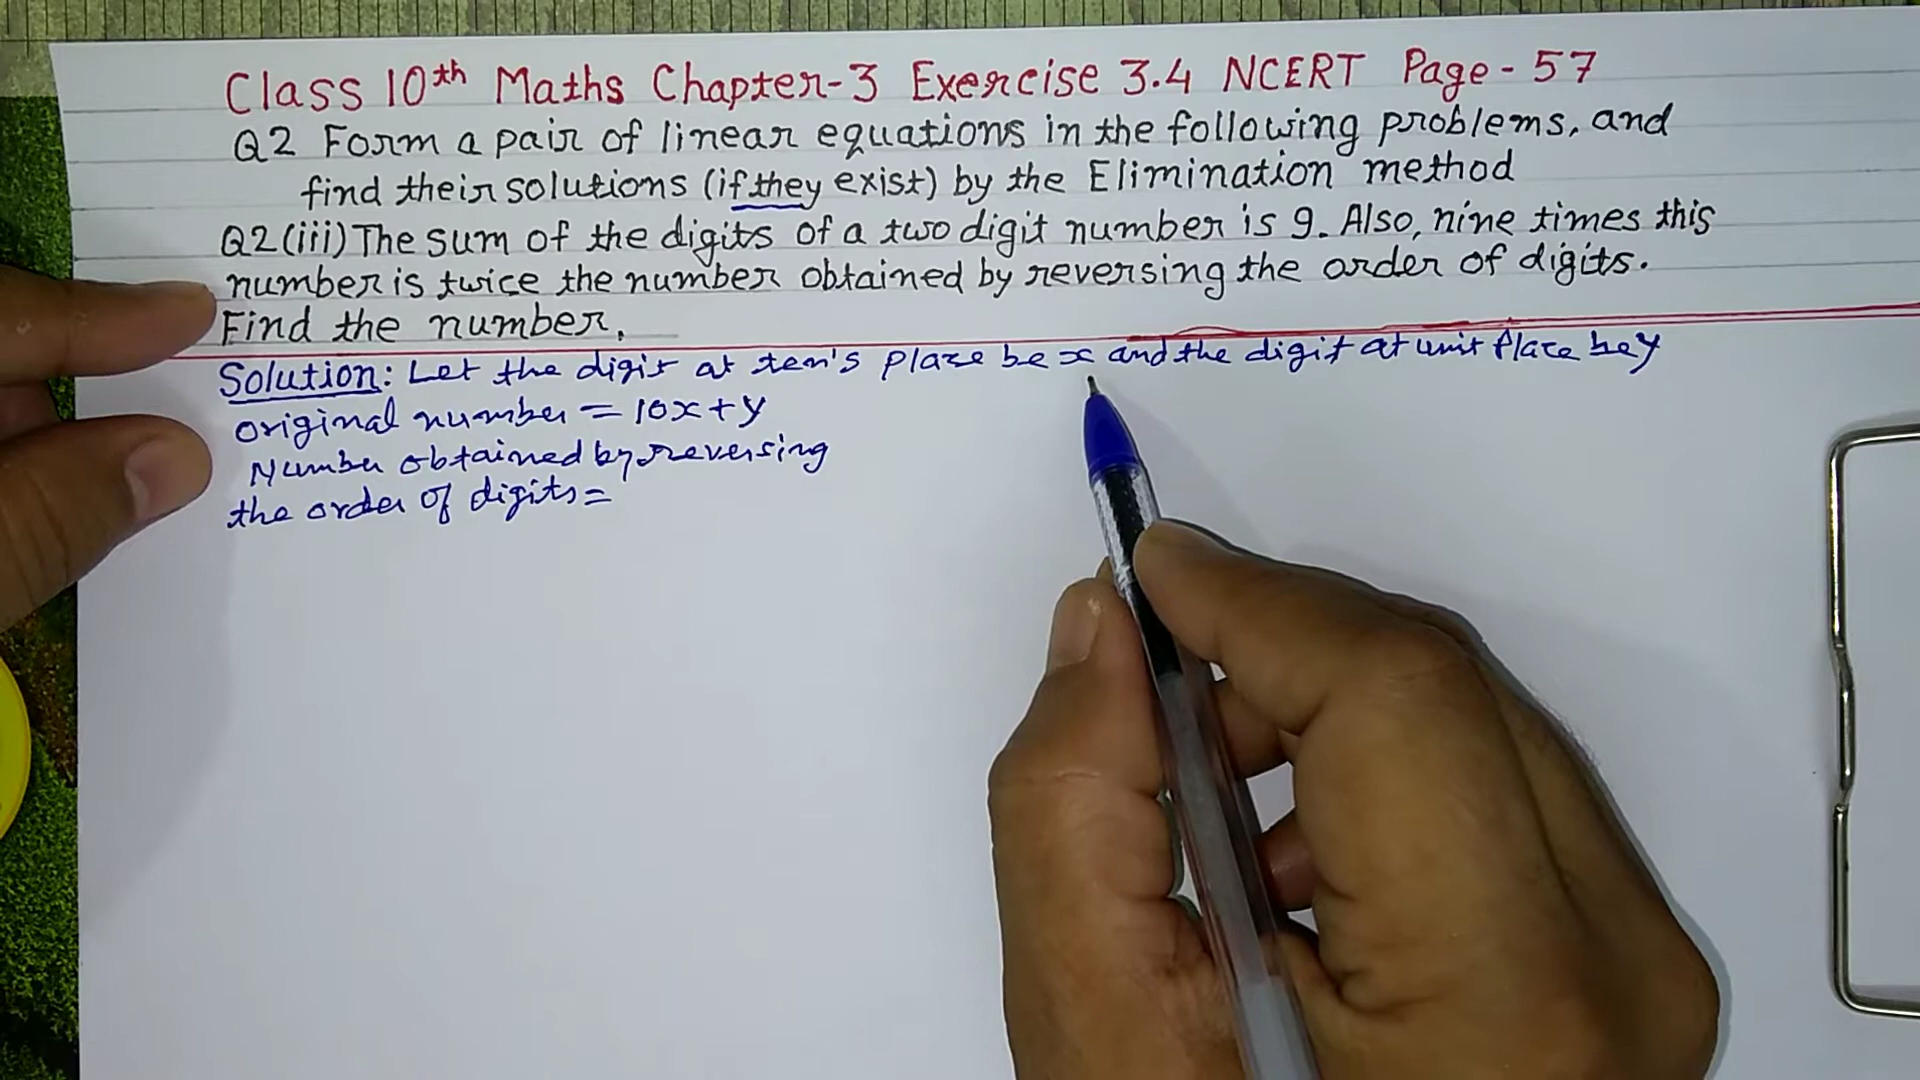 Class 10th Maths Chapter-3 Exercise 3.4 NCERT Page-57
Q2 Form a pair of linear equations in the following problems, and
find their solutions (if they exist) by the Elimination method
Q2(iii) The sum of the digits of a two digit number is 9. Also, nine times this
number is twice the number obtained by reversing the order of digits.
Find the number.
Solution: Let the digit at ten's place be x and the digit at unit place be y
original number = 10x+y
Number obtained by reversing
the order of digits=